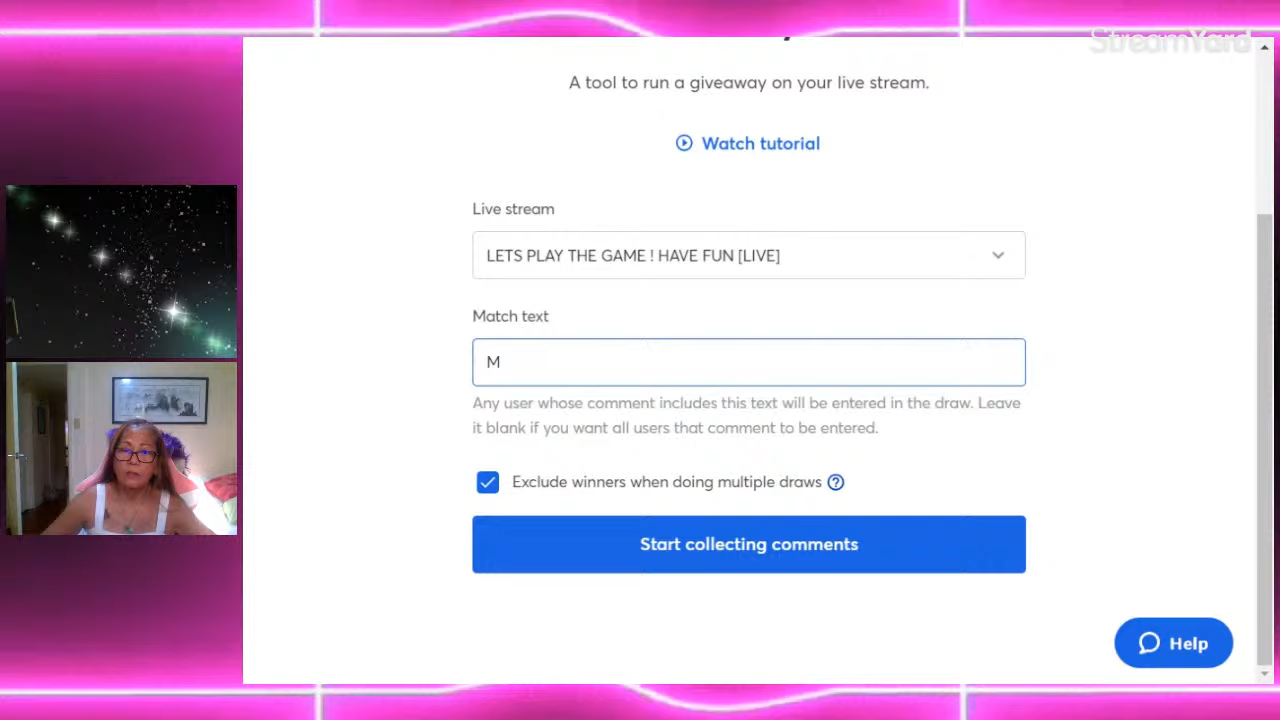 StreamYard
A tool to run a giveaway on your live stream.
Watch tutorial
Live stream
LETS PLAY THE GAME ! HAVE FUN [LIVE]
Match text
M
Any user whose comment includes this text will be entered in the draw. Leave
it blank if you want all users that comment to be entered.
Exclude winners when doing multiple draws ?
Start collecting comments
Help